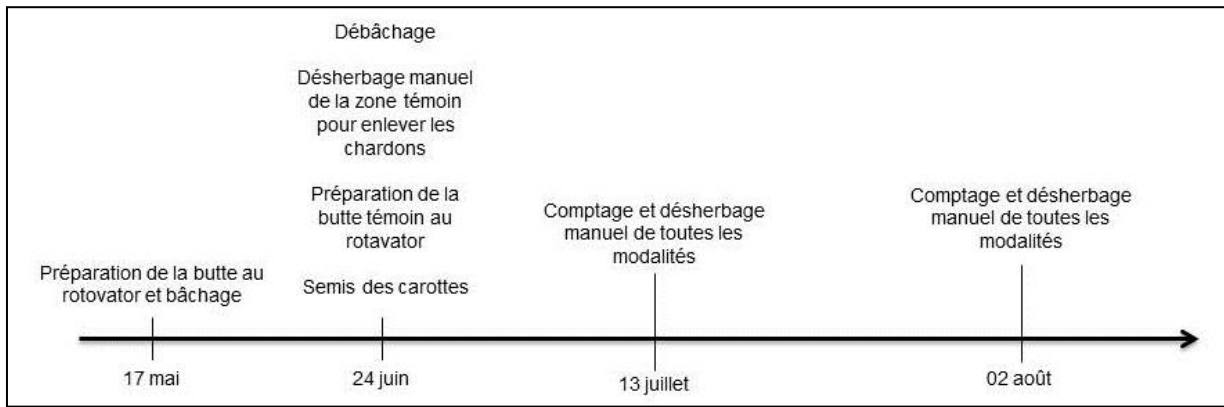 Débâchage
Désherbage manuel
de la zone témoin
pour enlever les
chardons
Préparation de la
butte témoin au
rotavator
Semis des carottes
Préparation de la butte au
rotovator et bâchage
Comptage et désherbage
manuel de toutes les
modalités
Comptage et désherbage
manuel de toutes les
modalités
17 mai
24 juin
13 juillet
02 août